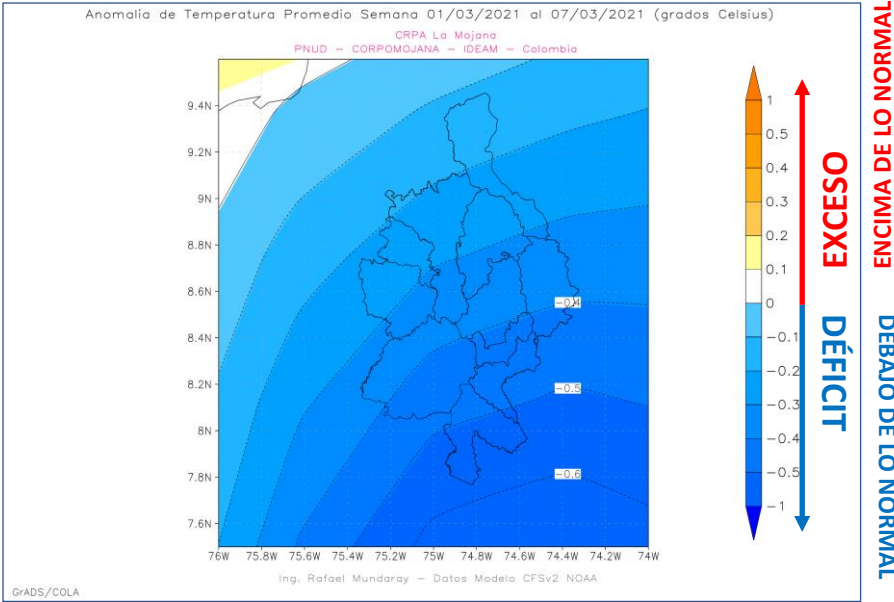 Anomalia de Temperatura Promedio Semana 01/03/2021 al 07/03/2021 (grados Celsius)
CRPA La Mojana
PNUD – CORPOMOJANA – IDEAM – Colombia
9.4N
9.2N
9N
8.8N
8.6N
8.4N
8.2N
8N
7.8N
7.6N
-0.4
-0.5
-0.6
76W 75.8W 75.6W 75.4W 75.2W 75W 74.8W 74.6W 74.4W 74.2W 74W
1
0.5
0.4
0.3
0.2
0.1
0
-0.1
-0.2
-0.3
-0.4
-0.5
-1
EXCESO
DÉFICIT
ENCIMA DE LO NORMAL
DEBAJO DE LO NORMAL
Ing. Rafael Mundaray – Datos Modelo CFSv2 NOAA
GrADS/COLA